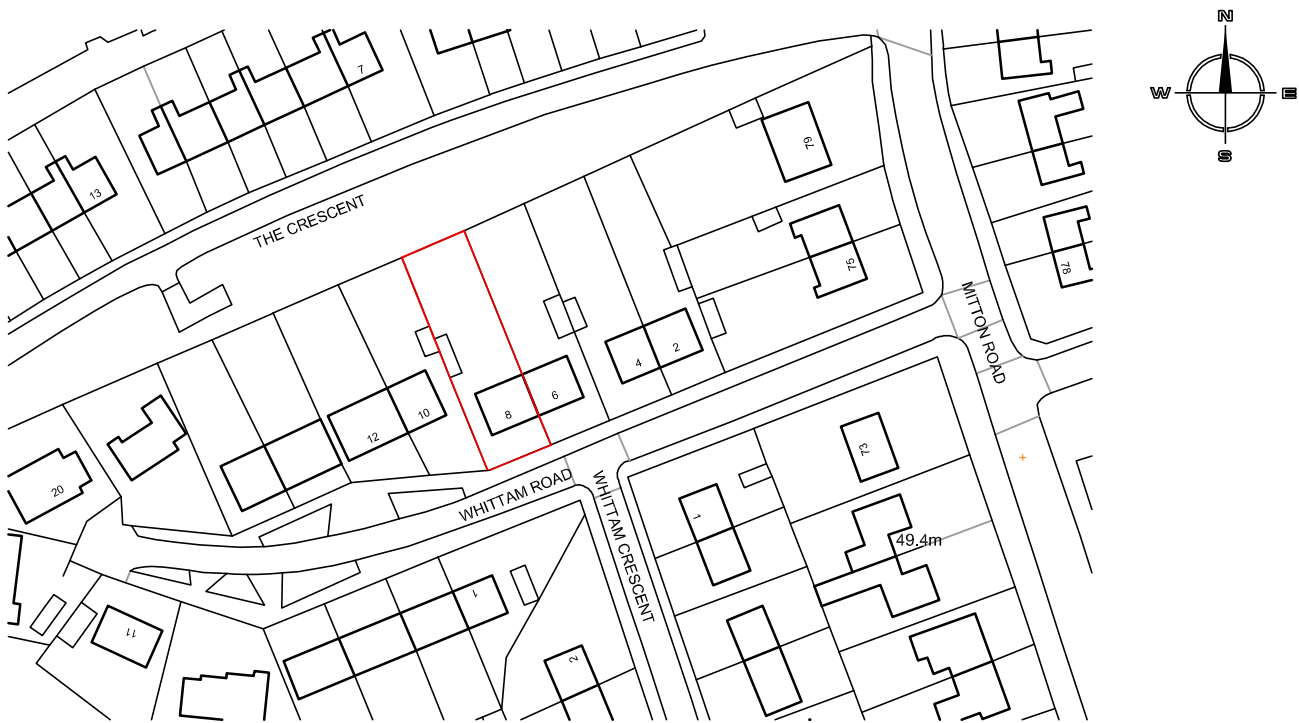 N
W
E
S
7
13
THE CRESCENT
79
75
78
MITTON ROAD
4
2
6
8
10
12
20
WHITTAM ROAD
WHITTAM CRESCENT
73
1
49.4m
1
11
2